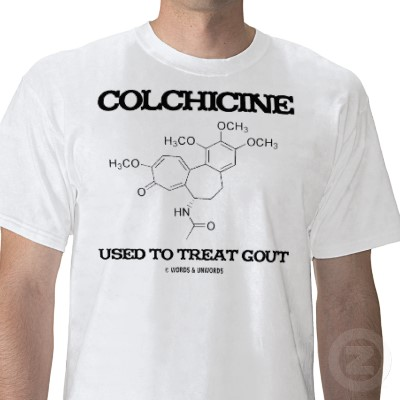 COLCHICINE
OCH₃
H₃CO
OCH₃
H₃CO
O
HN
O
USED TO TREAT GOUT
© WORDS & UNWORDS
Z